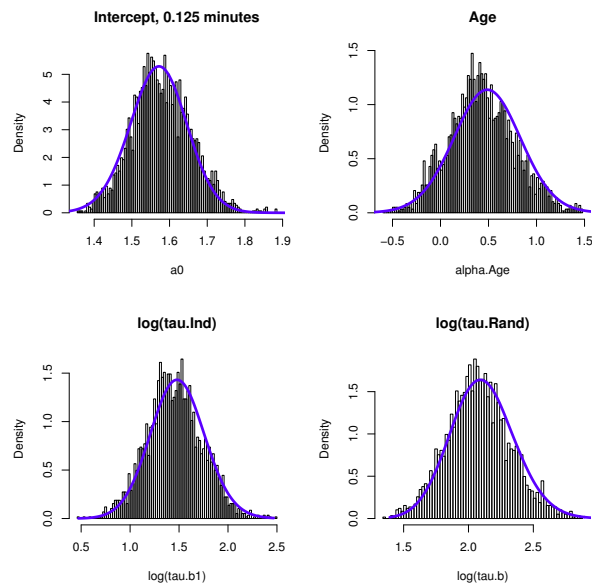 Intercept, 0.125 minutes
Density
0 1 2 3 4 5
1.4 1.5 1.6 1.7 1.8 1.9
a0
Age
Density
0.0 0.5 1.0 1.5
−0.5 0.0 0.5 1.0 1.5
alpha.Age
log(tau.Ind)
Density
0.0 0.5 1.0 1.5
0.5 1.0 1.5 2.0 2.5
log(tau.b1)
log(tau.Rand)
Density
0.0 0.5 1.0 1.5
1.5 2.0 2.5
log(tau.b)